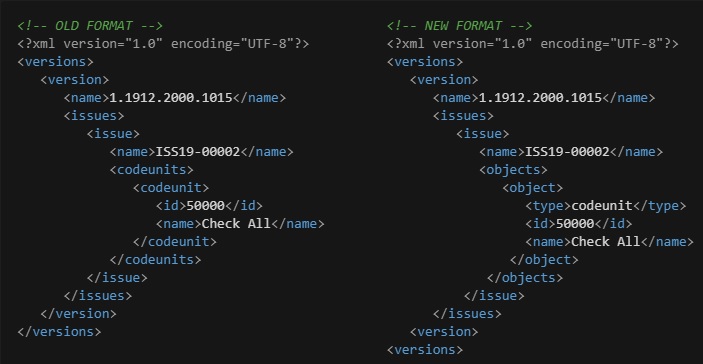 <!-- OLD FORMAT -->
<?xml version="1.0" encoding="UTF-8"?>
<versions>
<version>
<name>1.1912.2000.1015</name>
<issues>
<issue>
<name>ISS19-00002</name>
<codeunits>
<codeunit>
<id>50000</id>
<name>Check All</name>
</codeunit>
</codeunits>
</issue>
</issues>
</version>
</versions>
<!-- NEW FORMAT -->
<?xml version="1.0" encoding="UTF-8"?>
<versions>
<version>
<name>1.1912.2000.1015</name>
<issues>
<issue>
<name>ISS19-00002</name>
<objects>
<object>
<type>codeunit</type>
<id>50000</id>
<name>Check All</name>
</object>
</objects>
</issue>
</issues>
<version>
<versions>